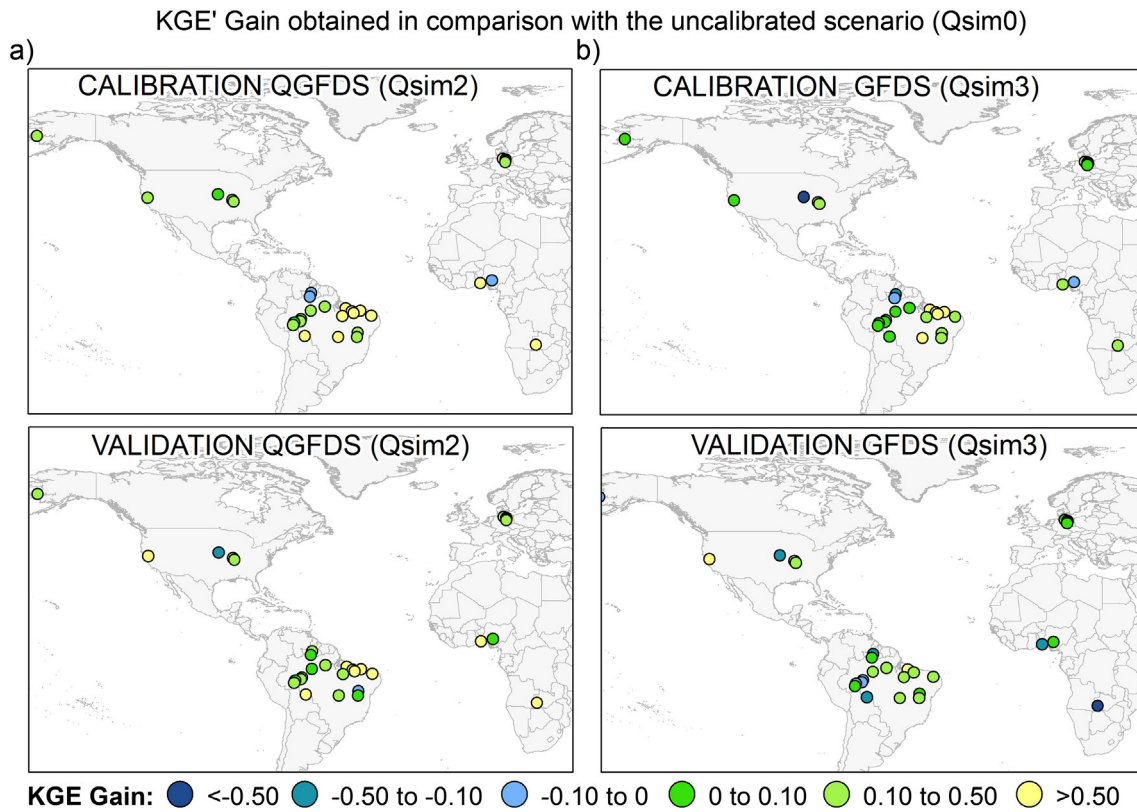 KGE' Gain obtained in comparison with the uncalibrated scenario (Qsim0)
a)
b)
CALIBRATION QGFDS (Qsim2)
CALIBRATION GFDS (Qsim3)
VALIDATION QGFDS (Qsim2)
VALIDATION GFDS (Qsim3)
KGE Gain: <-0.50 -0.50 to -0.10 -0.10 to 0 0 to 0.10 0.10 to 0.50 >0.50